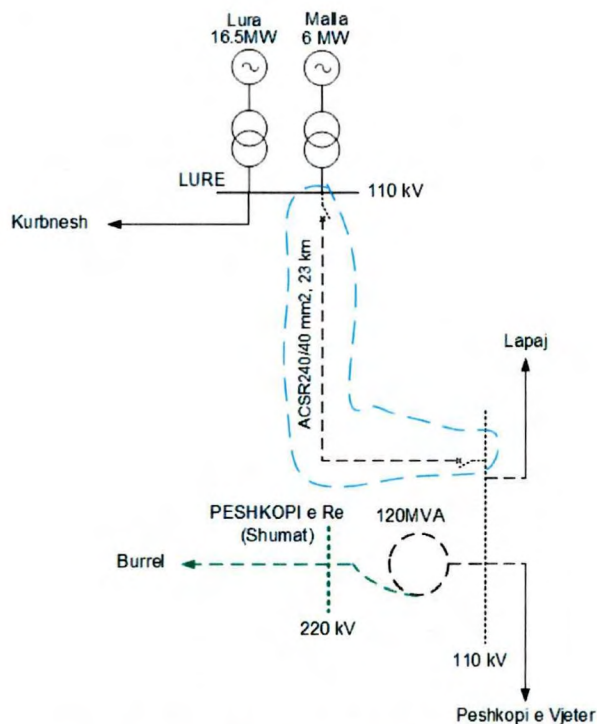 Lura
16.5MW
Malla
6 MW
LURE
110 kV
Kurbnesh
ACSR240/40 mm2, 23 km
Lapaj
PESHKOPI e Re
(Shumat)
120MVA
Burrel
220 kV
110 kV
Peshkopi e Vjeter